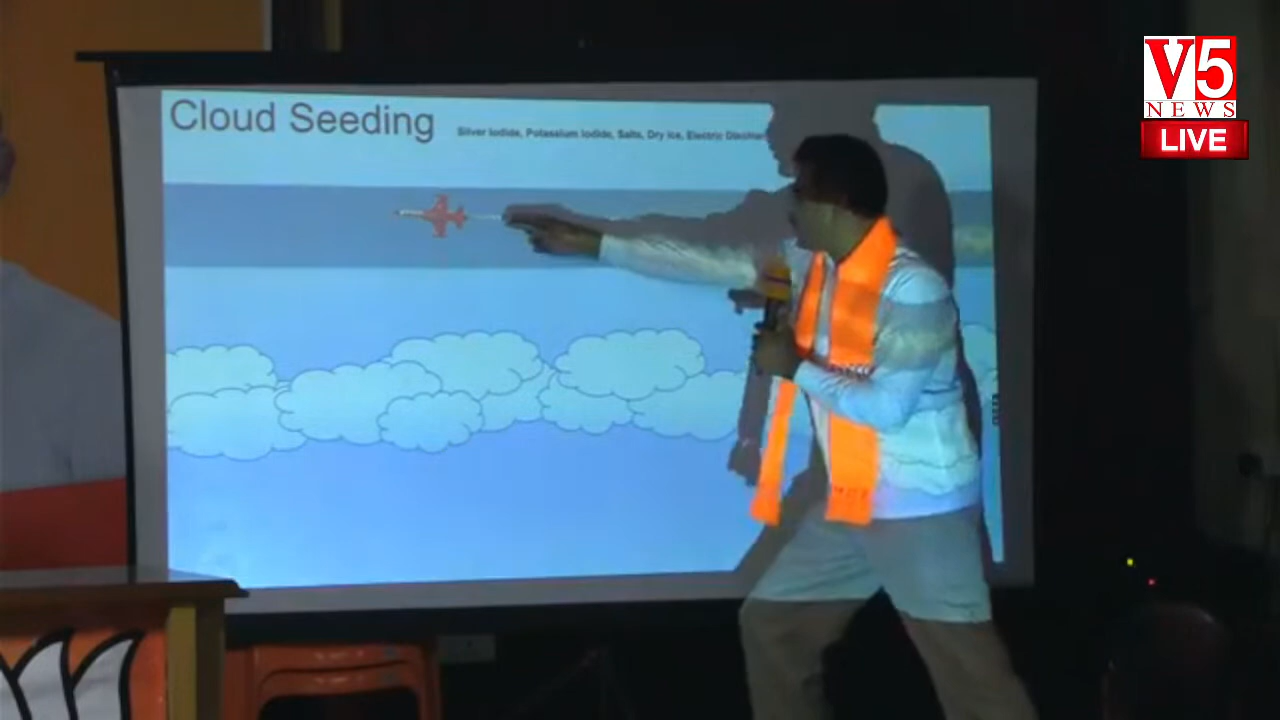 Cloud Seeding
Silver Iodide, Potassium Iodide, Salts, Dry Ice, Electric
V5
NEWS
LIVE